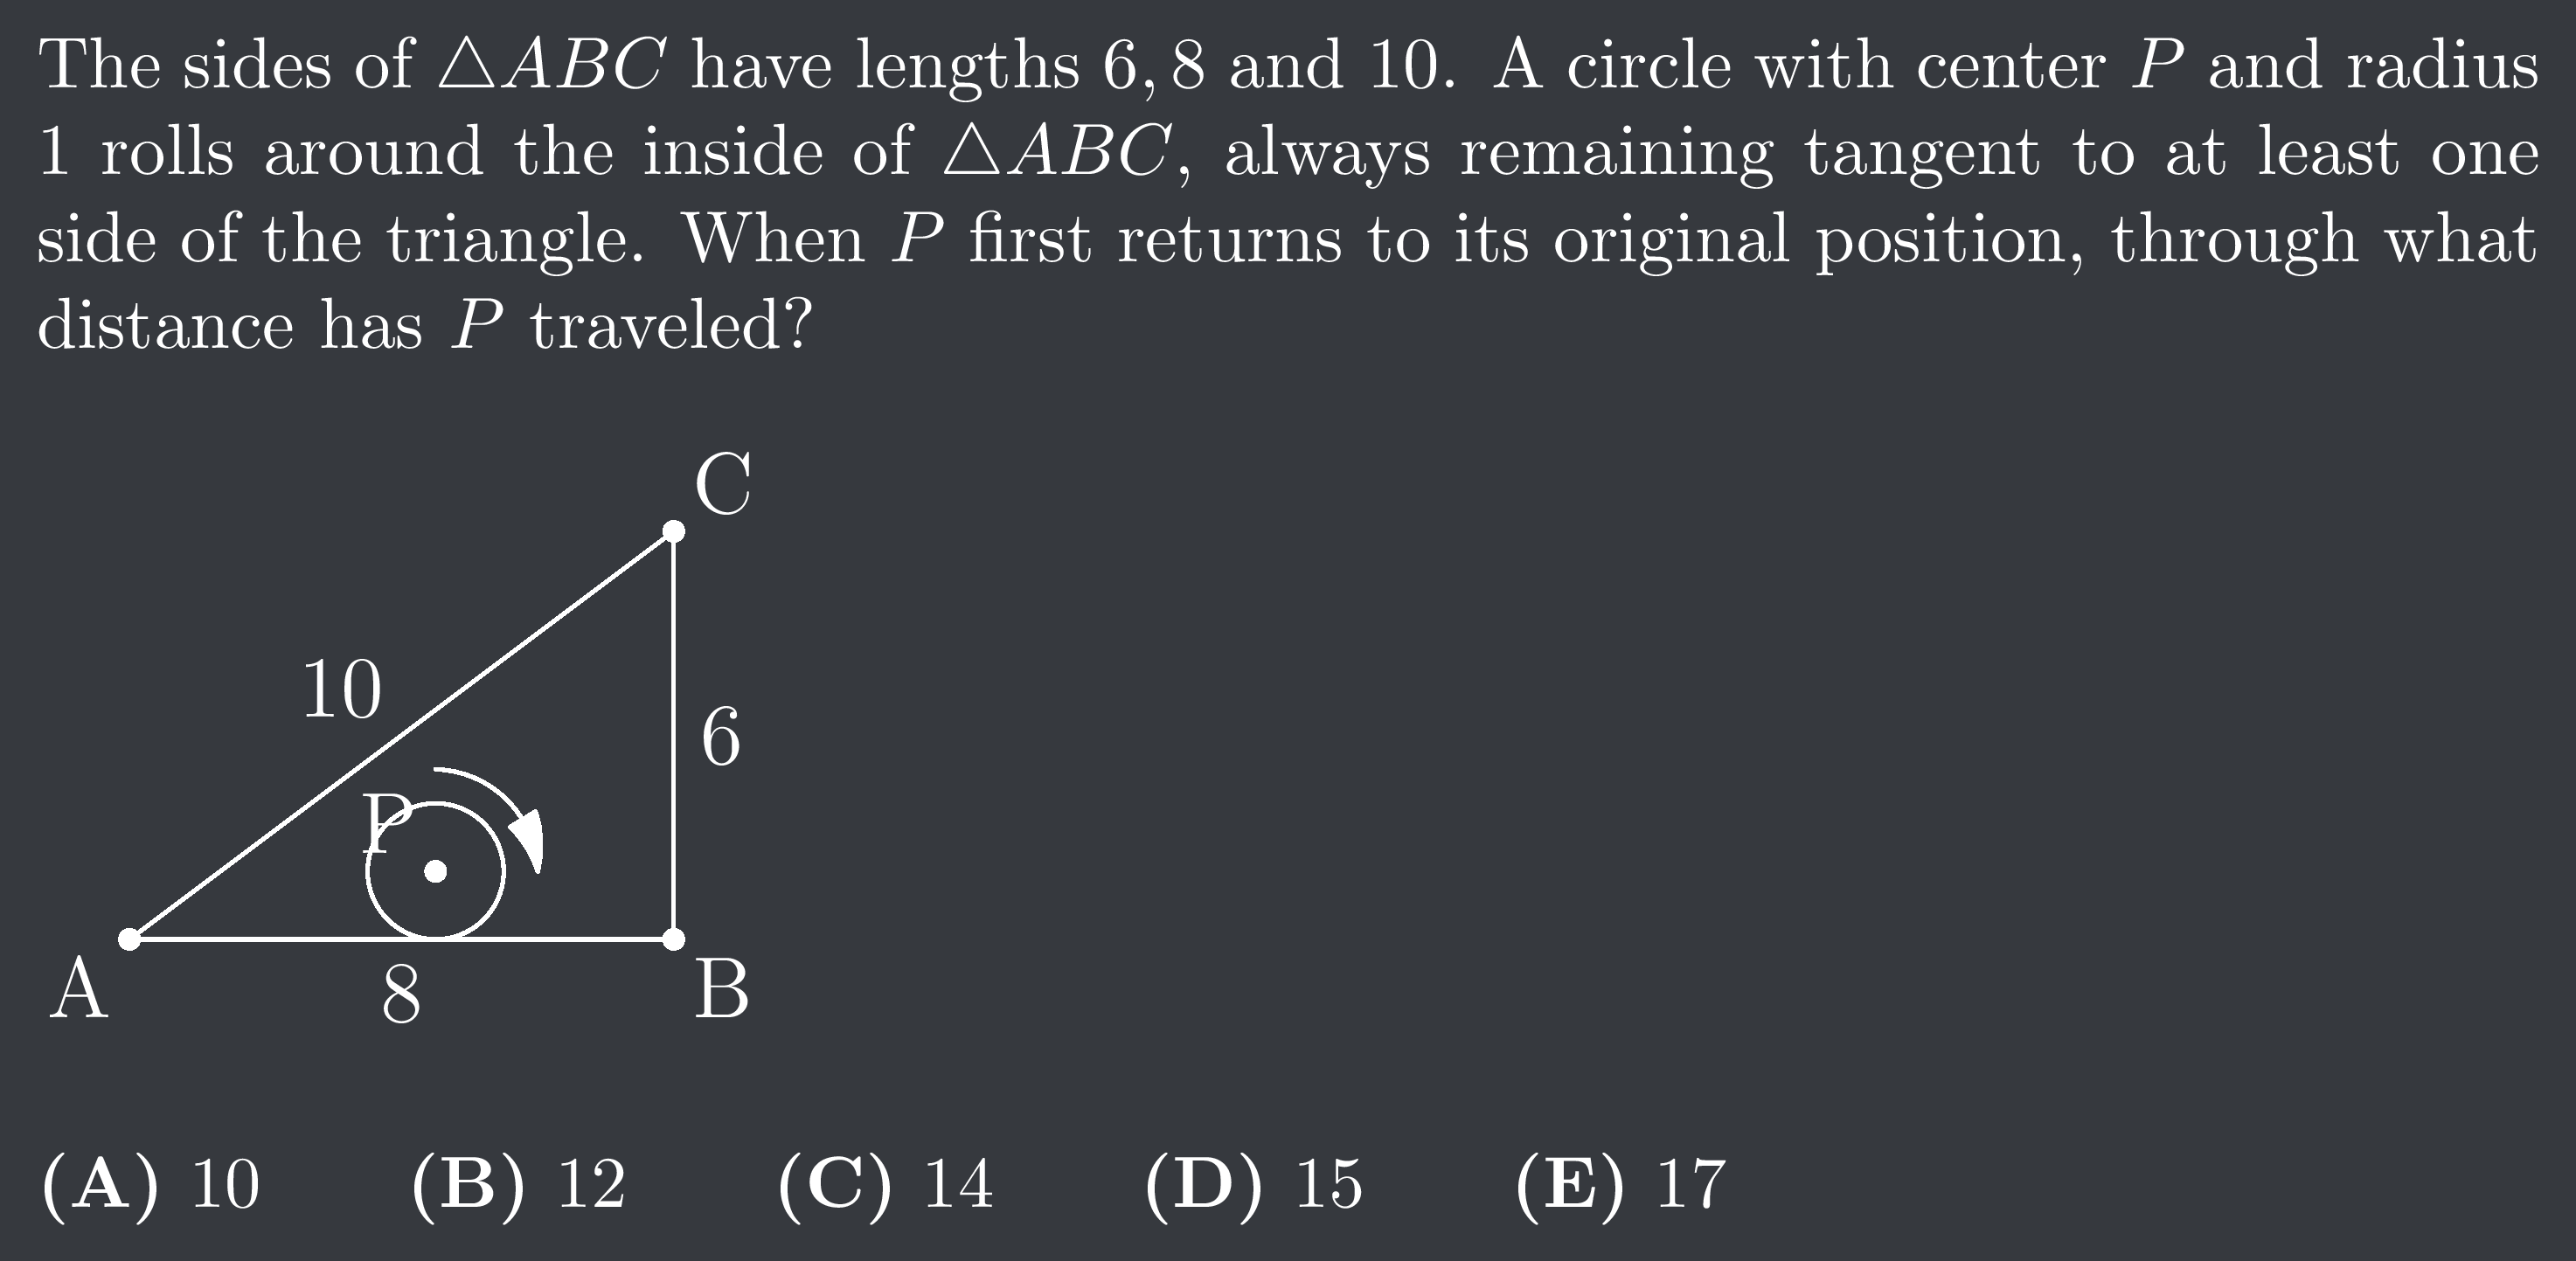 The sides of △ABC have lengths 6, 8 and 10. A circle with center P and radius
1 rolls around the inside of △ABC, always remaining tangent to at least one
side of the triangle. When P first returns to its original position, through what
distance has P traveled?
C
10
6
P
A
8
B
(A) 10 (B) 12 (C) 14 (D) 15 (E) 17